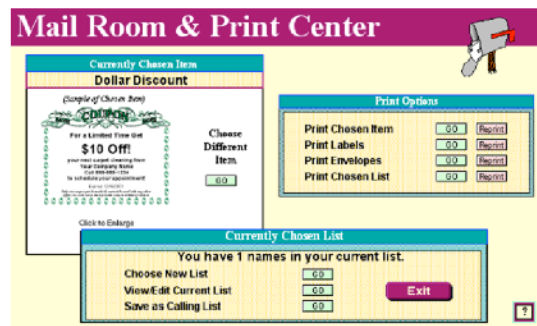 Mail Room & Print Center
Currently Chosen Item
Dollar Discount
(Sample of Chosen Item)
COUPON
For a Limited Time Get
$10 Off!
your next carpet cleaning from
Your Company Name
Call 888-888-1234
to schedule your appointment!
Choose
Different
Item
GO
Click to Enlarge
Print Options
Print Chosen Item GO Reprint
Print Labels GO Reprint
Print Envelopes GO Reprint
Print Chosen List GO Reprint
Currently Chosen List
You have 1 names in your current list.
Choose New List GO
View/Edit Current List GO
Save as Calling List GO
Exit
?